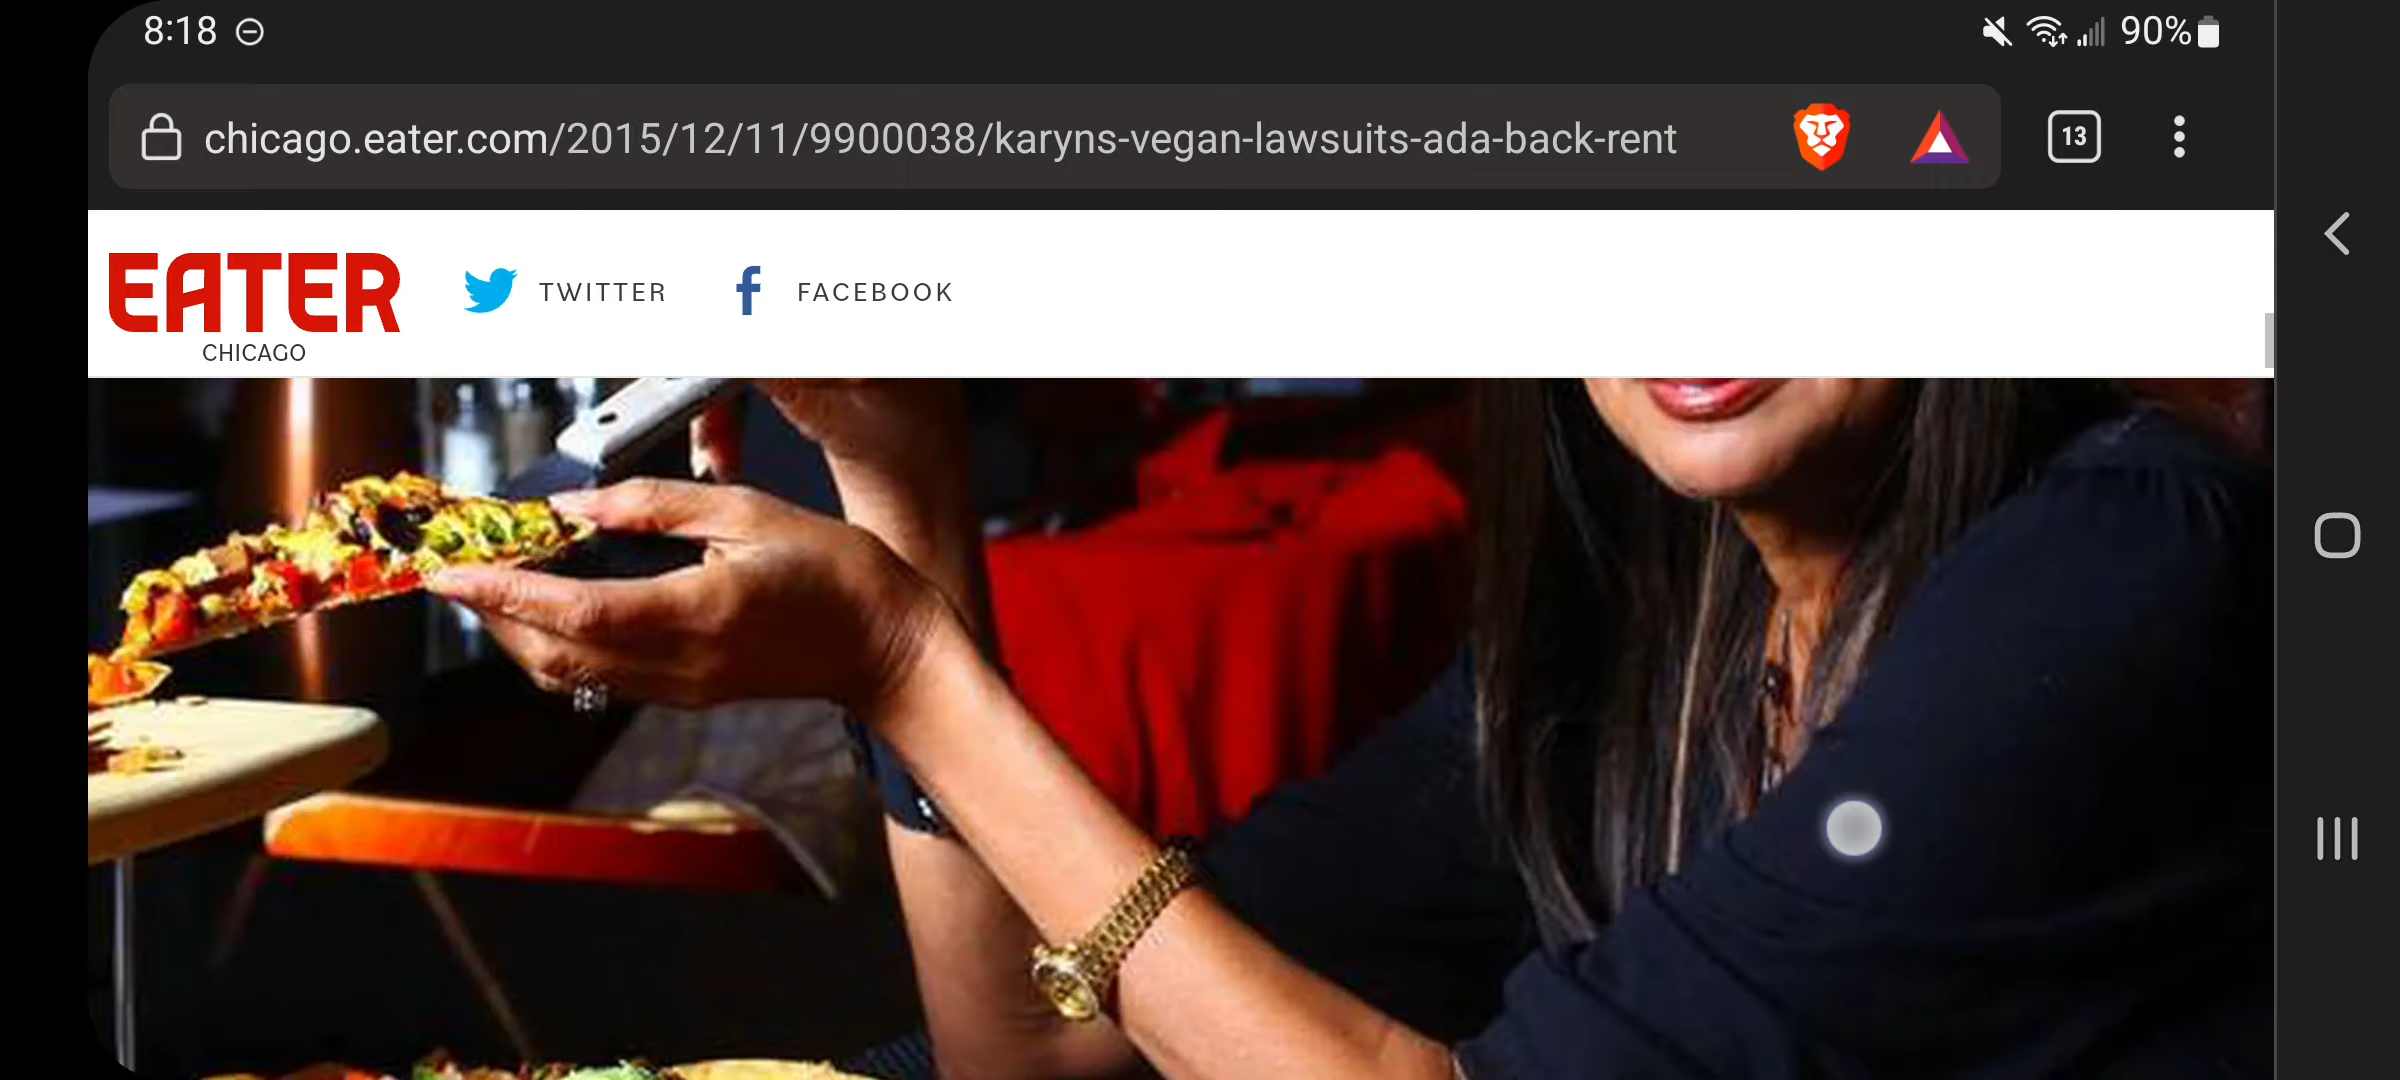 8:18
90%
chicago.eater.com/2015/12/11/9900038/karyns-vegan-lawsuits-ada-back-rent
13
EATER
CHICAGO
TWITTER
FACEBOOK